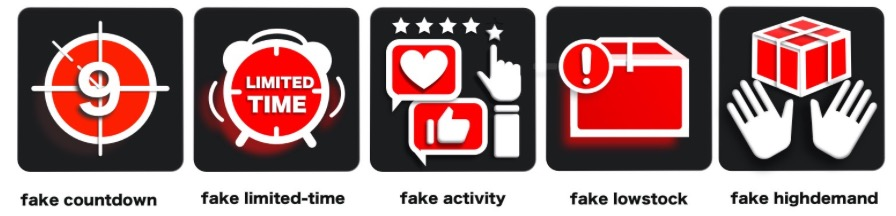 9
LIMITED
TIME
fake countdown
fake limited-time
fake activity
fake lowstock
fake highdemand